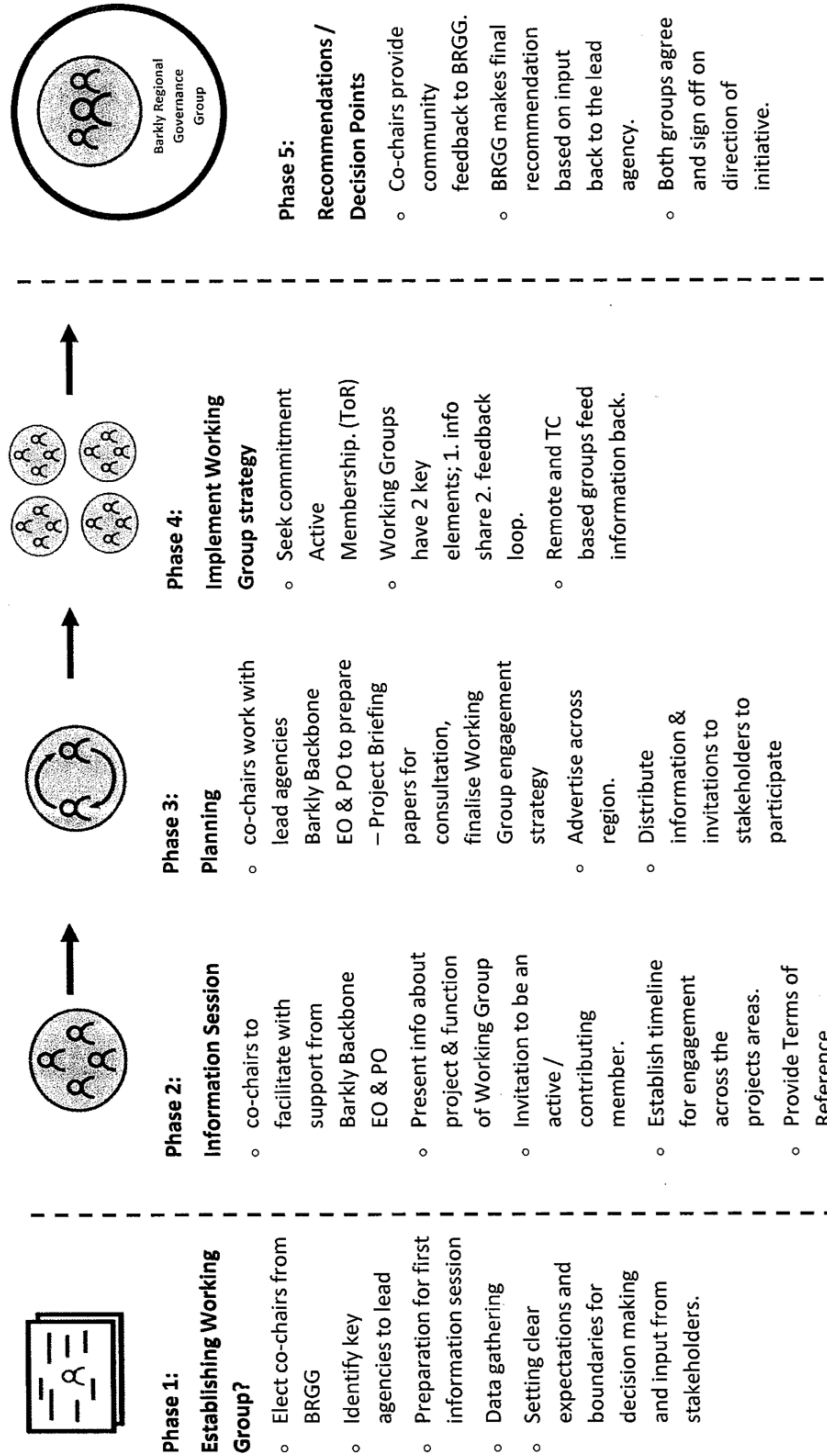 Phase 1:
Establishing Working
Group?
o Elect co-chairs from
BRGG
o Identify key
agencies to lead
o Preparation for first
information session
o Data gathering
o Setting clear
expectations and
boundaries for
decision making
and input from
stakeholders.
Phase 2:
Information Session
o co-chairs to
facilitate with
support from
Barkly Backbone
EO & PO
o Present info about
project & function
of Working Group
o Invitation to be an
active /
contributing
member.
o Establish timeline
for engagement
across the
projects areas.
o Provide Terms of
Reference
Phase 3:
Planning
o co-chairs work with
lead agencies
Barkly Backbone
EO & PO to prepare
– Project Briefing
papers for
consultation,
finalise Working
Group engagement
strategy
o Advertise across
region.
o Distribute
information &
invitations to
stakeholders to
participate
Phase 4:
Implement Working
Group strategy
o Seek commitment
Active
Membership. (ToR)
o Working Groups
have 2 key
elements; 1. info
share 2. feedback
loop.
o Remote and TC
based groups feed
information back.
Barkly Regional
Governance
Group
Phase 5:
Recommendations /
Decision Points
o Co-chairs provide
community
feedback to BRGG.
o BRGG makes final
recommendation
based on input
back to the lead
agency.
o Both groups agree
and sign off on
direction of
initiative.